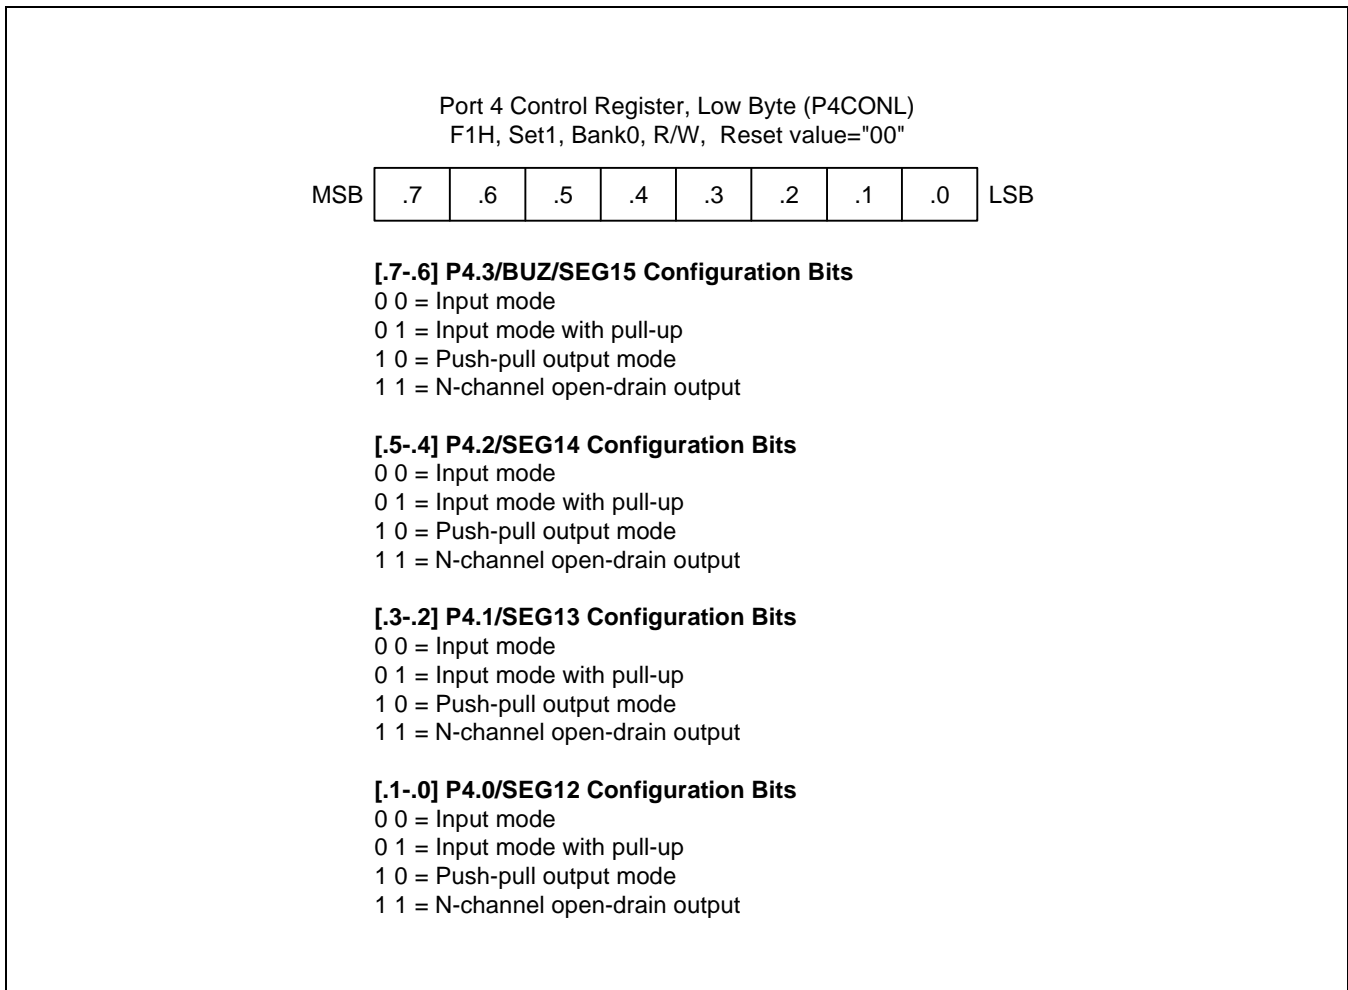 Port 4 Control Register, Low Byte (P4CONL)
F1H, Set1, Bank0, R/W, Reset value="00"
MSB .7 .6 .5 .4 .3 .2 .1 .0 LSB
[.7-.6] P4.3/BUZ/SEG15 Configuration Bits
0 0 = Input mode
0 1 = Input mode with pull-up
1 0 = Push-pull output mode
1 1 = N-channel open-drain output
[.5-.4] P4.2/SEG14 Configuration Bits
0 0 = Input mode
0 1 = Input mode with pull-up
1 0 = Push-pull output mode
1 1 = N-channel open-drain output
[.3-.2] P4.1/SEG13 Configuration Bits
0 0 = Input mode
0 1 = Input mode with pull-up
1 0 = Push-pull output mode
1 1 = N-channel open-drain output
[.1-.0] P4.0/SEG12 Configuration Bits
0 0 = Input mode
0 1 = Input mode with pull-up
1 0 = Push-pull output mode
1 1 = N-channel open-drain output